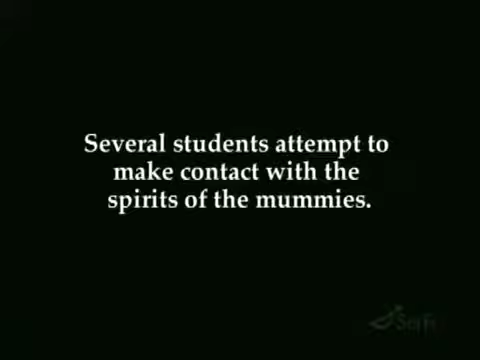 Several students attempt to
make contact with the
spirits of the mummies.